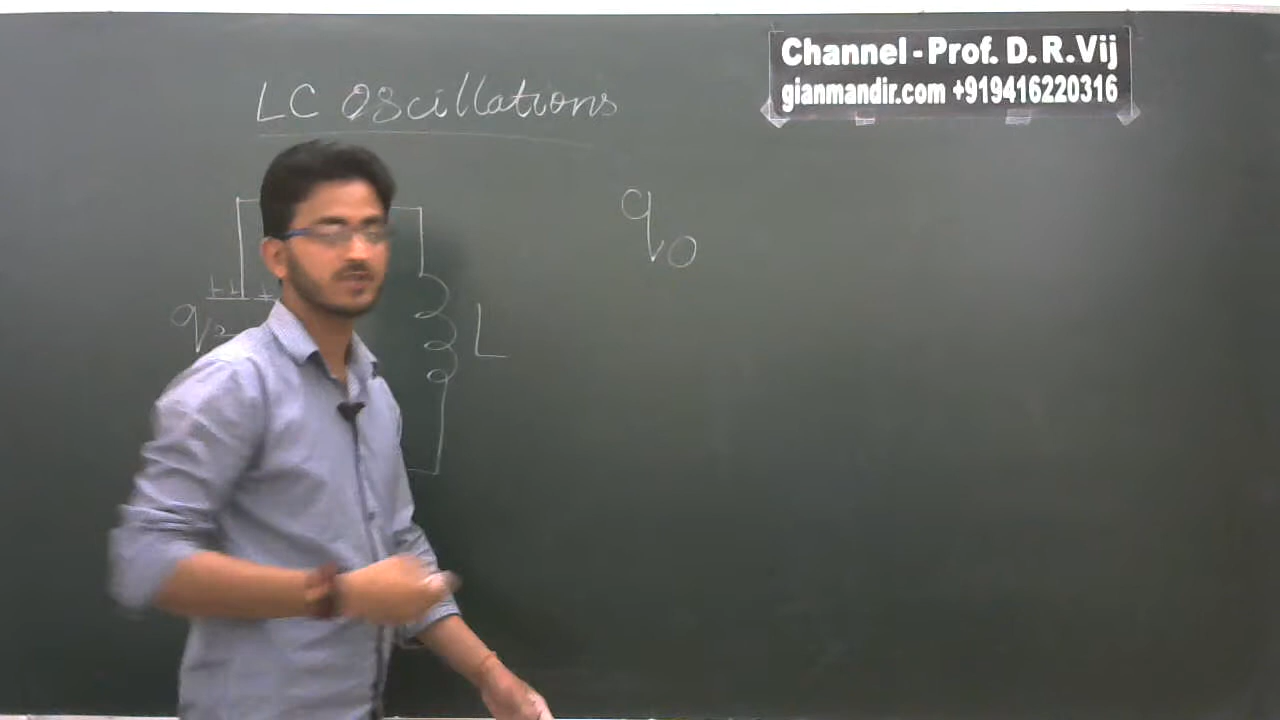 Channel - Prof. D. R. Vij
gianmandir.com +919416220316
LC Oscillations
q₀
+ + +
q
L